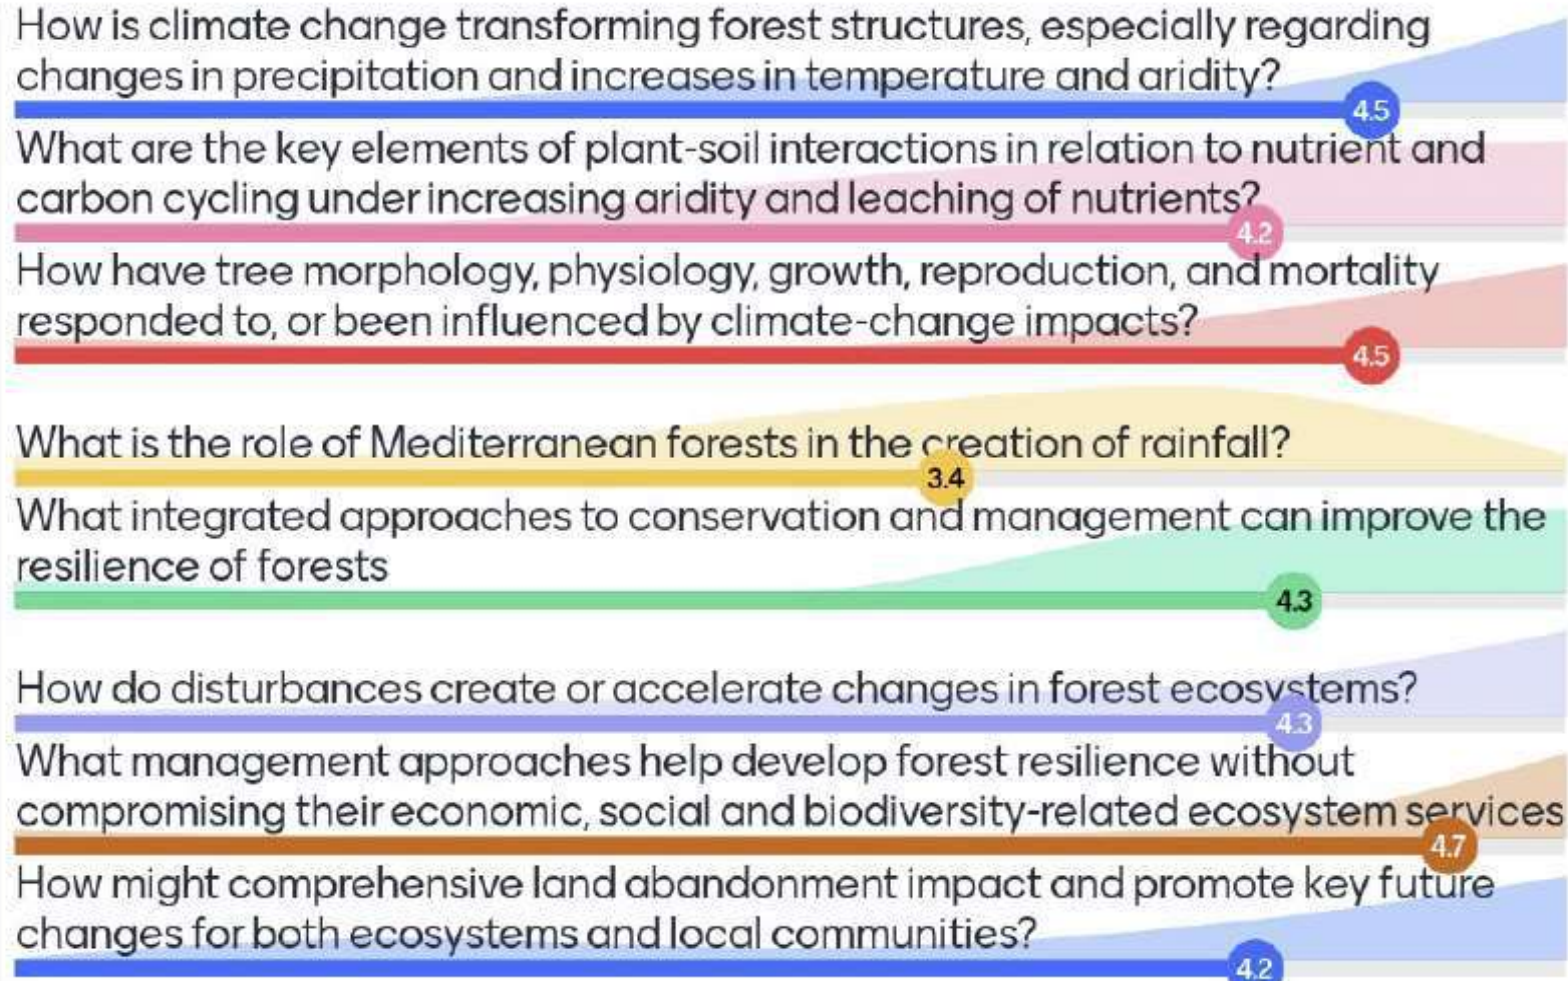 How is climate change transforming forest structures, especially regarding
changes in precipitation and increases in temperature and aridity?
4.5
What are the key elements of plant-soil interactions in relation to nutrient and
carbon cycling under increasing aridity and leaching of nutrients?
4.2
How have tree morphology, physiology, growth, reproduction, and mortality
responded to, or been influenced by climate-change impacts?
4.5
What is the role of Mediterranean forests in the creation of rainfall?
3.4
What integrated approaches to conservation and management can improve the
resilience of forests
4.3
How do disturbances create or accelerate changes in forest ecosystems?
4.3
What management approaches help develop forest resilience without
compromising their economic, social and biodiversity-related ecosystem services
4.7
How might comprehensive land abandonment impact and promote key future
changes for both ecosystems and local communities?
4.2